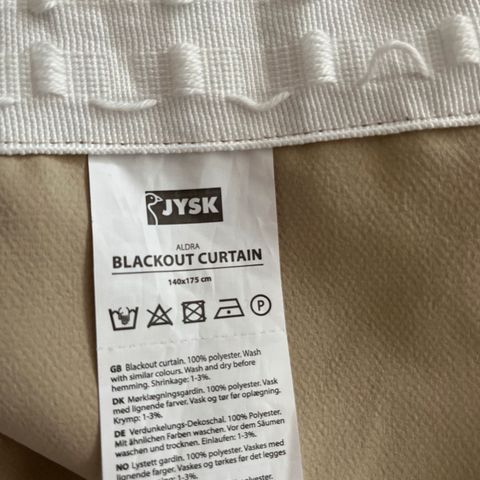 JYSK
ALDRA
BLACKOUT CURTAIN
140x175 cm
P
GB Blackout curtain. 100% polyester. Wash
with similar colours. Wash and dry before
hemming. Shrinkage: 1-3%.
DK Mørklægningsgardin. 100% polyester. Vask
med lignende farver. Vask og tør før oplægning.
Krymp: 1-3%.
DE Verdunkelungs-Dekoschal. 100% Polyester.
Mit ähnlichen Farben waschen. Vor dem Säumen
waschen und trocknen. Einlaufen: 1-3%.
NO Lystett gardin. 100% polyester. Vaskes med
lignende farger. Vaskes og tørkes før det legges